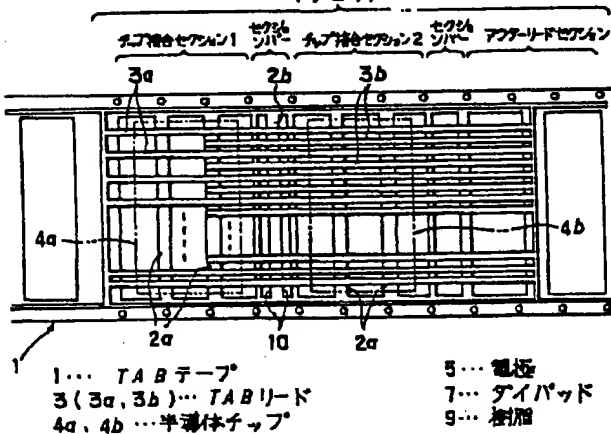 チップ接合セクション1 セクションバー チップ接合セクション2 セクションバー アウターリードセクション
3a 2b 3b
4a 4b
2a 1a 2a
1
1… TABテープ
3(3a,3b)… TABリード
4a, 4b …半導体チップ
5… 電極
7… ダイパッド
9… 樹脂